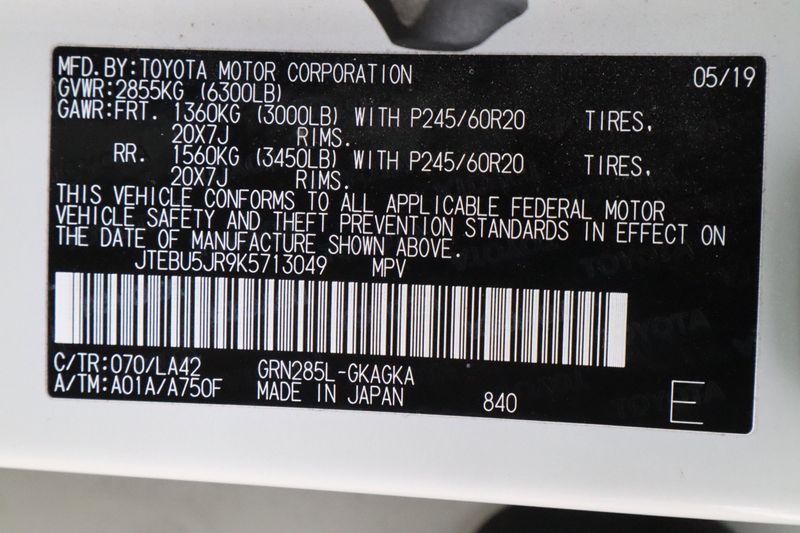 MFD.BY:TOYOTA MOTOR CORPORATION 05/19
GVWR:2855KG (6300LB)
GAWR:FRT. 1360KG (3000LB) WITH P245/60R20 TIRES,
20X7J RIMS.
RR. 1560KG (3450LB) WITH P245/60R20 TIRES,
20X7J RIMS.
THIS VEHICLE CONFORMS TO ALL APPLICABLE FEDERAL MOTOR
VEHICLE SAFETY AND THEFT PREVENTION STANDARDS IN EFFECT ON
THE DATE OF MANUFACTURE SHOWN ABOVE.
JTEBU5JR9K5713049 MPV
C/TR:070/LA42 GRN285L-GKAGKA
A/TM:A01A/A750F MADE IN JAPAN 840 E
TOYOTA